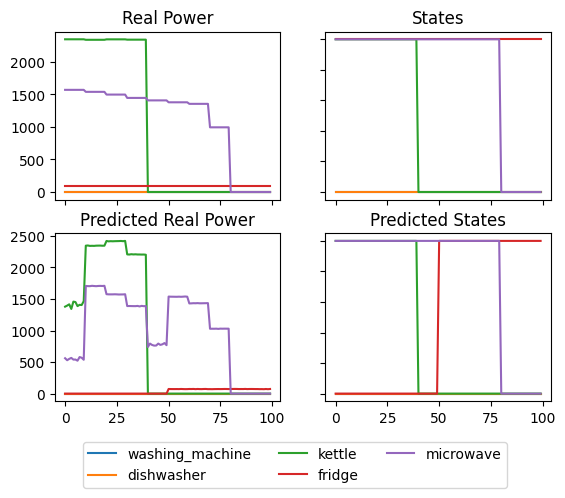 Real Power
States
2000
1500
1000
500
0
Predicted Real Power
Predicted States
2500
2000
1500
1000
500
0
0 25 50 75 100
0 25 50 75 100
washing_machine kettle microwave
dishwasher fridge